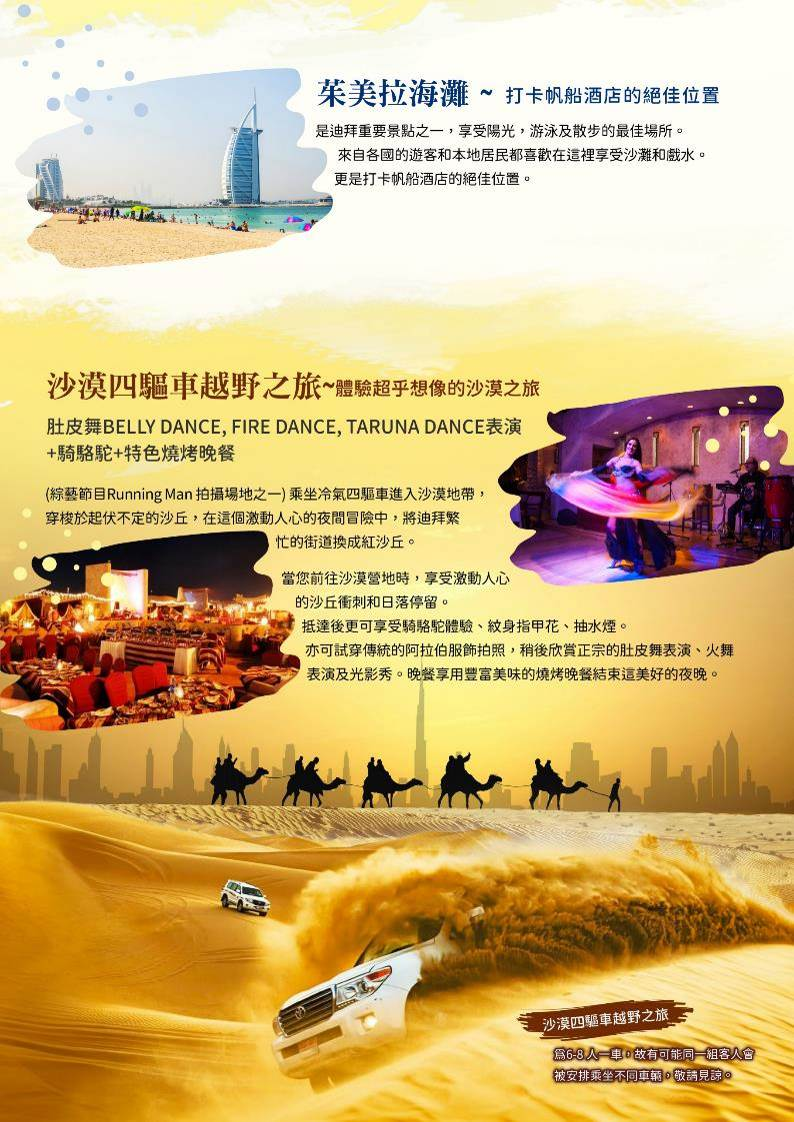 茱美拉海灘 ~ 打卡帆船酒店的絕佳位置
是迪拜重要景點之一，享受陽光，游泳及散步的最佳場所。
來自各國的遊客和本地居民都喜歡在這裡享受沙灘和戲水。
更是打卡帆船酒店的絕佳位置。
沙漠四驅車越野之旅~體驗超乎想像的沙漠之旅
肚皮舞BELLY DANCE, FIRE DANCE, TARUNA DANCE表演
+騎駱駝+特色燒烤晚餐
(綜藝節目Running Man 拍攝場地之一) 乘坐冷氣四驅車進入沙漠地帶，
穿梭於起伏不定的沙丘，在這個激動人心的夜間冒險中，將迪拜繁
忙的街道換成紅沙丘。
當您前往沙漠營地時，享受激動人心
的沙丘衝刺和日落停留。
抵達後更可享受騎駱駝體驗、紋身指甲花、抽水煙。
亦可試穿傳統的阿拉伯服飾拍照，稍後欣賞正宗的肚皮舞表演、火舞
表演及光影秀。晚餐享用豐富美味的燒烤晚餐結束這美好的夜晚。
沙漠四驅車越野之旅
為6-8人一車，故有可能同一組客人會
被安排乘坐不同車輛，敬請見諒。